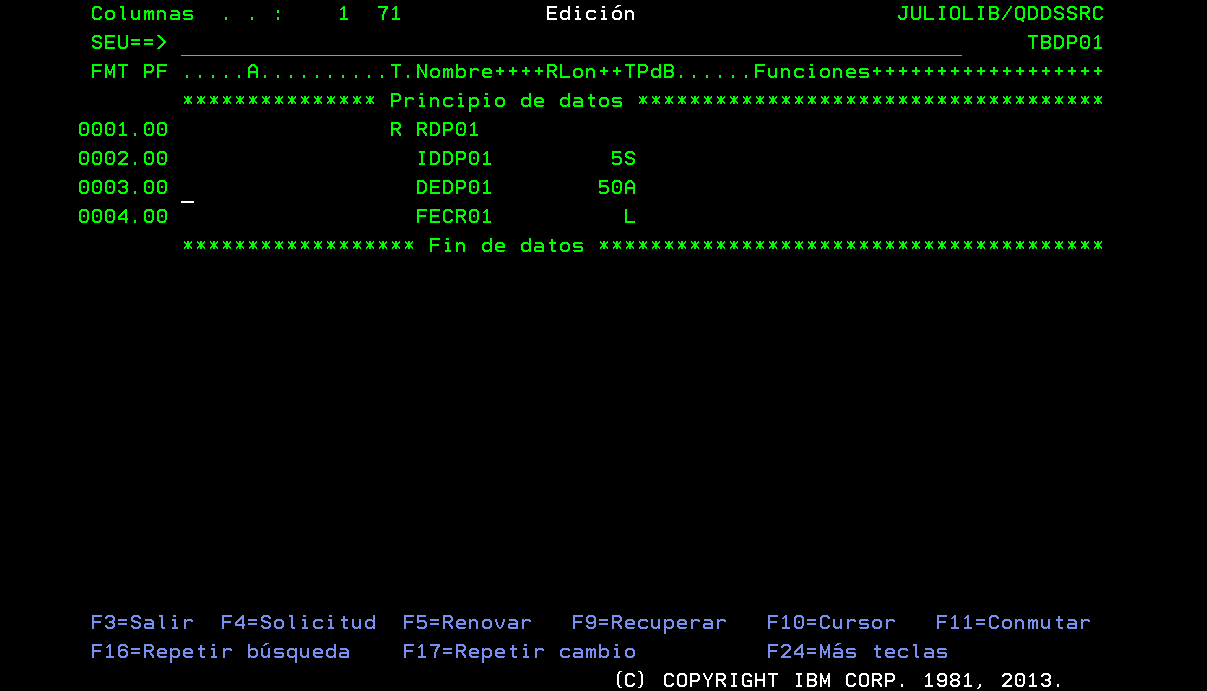 Columnas . . : 1 71 Edición JULIOLIB/QDDSSRC
SEU==> TBDP01
FMT PF .....A..........T.Nombre++++RLon++TPdB......Funciones++++++++++++++++++
*************** Principio de datos ************************************
0001.00 R RDP01
0002.00 IDDP01 5S
0003.00 DEDP01 50A
0004.00 FECR01 L
****************** Fin de datos ***************************************
F3=Salir F4=Solicitud F5=Renovar F9=Recuperar F10=Cursor F11=Conmutar
F16=Repetir búsqueda F17=Repetir cambio F24=Más teclas
(C) COPYRIGHT IBM CORP. 1981, 2013.